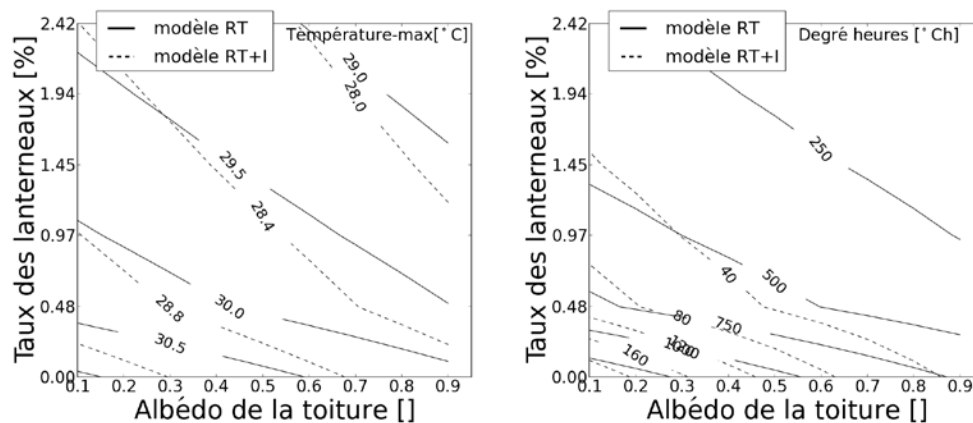 modèle RT
modèle RT+I
Tèmpérature-max[°C]
Taux des lanterneaux [%]
2.42
1.94
1.45
0.97
0.48
0.00
29.0
28.0
29.5
28.4
30.0
28.8
30.5
0.1 0.2 0.3 0.4 0.5 0.6 0.7 0.8 0.9
Albédo de la toiture []
modèle RT
modèle RT+I
Degré heures [°Ch]
Taux des lanterneaux [%]
2.42
1.94
1.45
0.97
0.48
0.00
250
40
500
80
750
160
0.1 0.2 0.3 0.4 0.5 0.6 0.7 0.8 0.9
Albédo de la toiture []